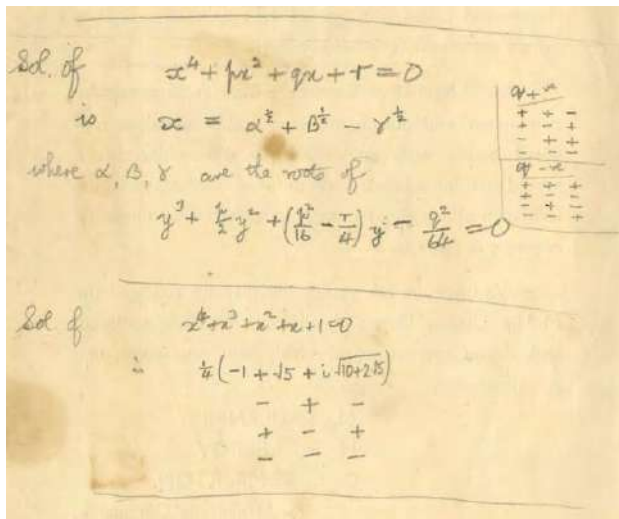 Sol. of x⁴ + px² + qx + r = 0
is x = α^½ + β^½ − γ^½
where α, β, γ are the roots of
y³ + p/2 y² + (p²/16 − r/4) y − q²/64 = 0
q + ve
+ + −
+ − +
− + +
− − −
q − ve
+ + +
+ − −
− + −
− − +
Sol of x⁴ + x³ + x² + x + 1 = 0
is ¼(−1 + √5 + i√(10+2√5))
− + −
+ − +
− − −